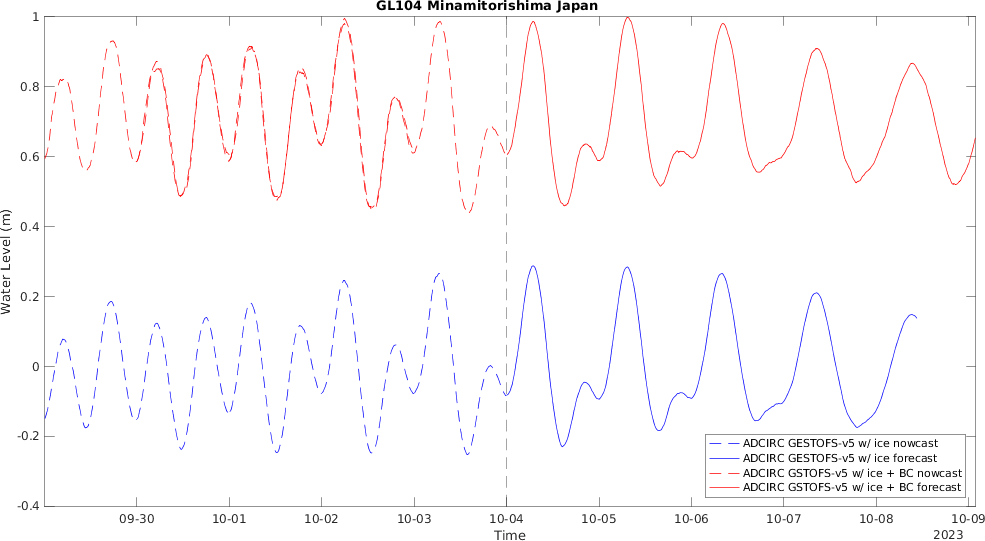 GL104 Minamitorishima Japan
1
0.8
0.6
0.4
0.2
0
-0.2
-0.4
Water Level (m)
ADCIRC GESTOFS-v5 w/ ice nowcast
ADCIRC GESTOFS-v5 w/ ice forecast
ADCIRC GSTOFS-v5 w/ ice + BC nowcast
ADCIRC GSTOFS-v5 w/ ice + BC forecast
09-30 10-01 10-02 10-03 10-04 10-05 10-06 10-07 10-08 10-09
Time
2023